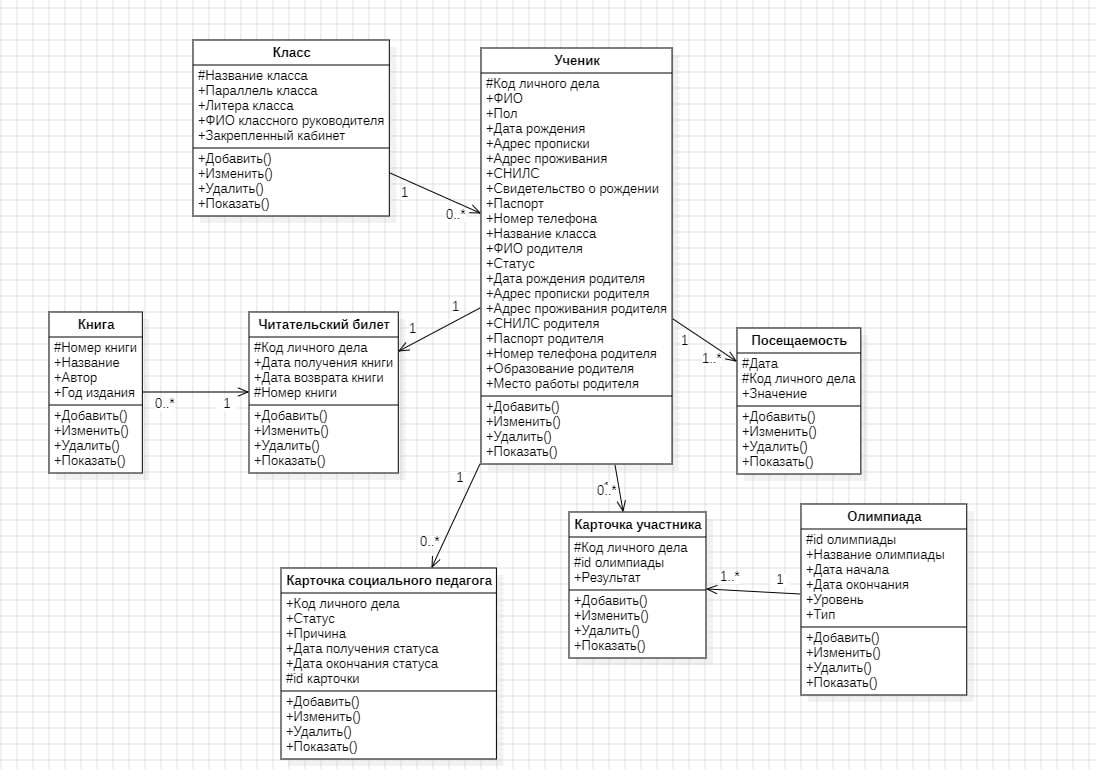 Класс
#Название класса
+Параллель класса
+Литера класса
+ФИО классного руководителя
+Закрепленный кабинет
+Добавить()
+Изменить()
+Удалить()
+Показать()
1
0..*
Ученик
#Код личного дела
+ФИО
+Пол
+Дата рождения
+Адрес прописки
+Адрес проживания
+СНИЛС
+Свидетельство о рождении
+Паспорт
+Номер телефона
+Название класса
+ФИО родителя
+Статус
+Дата рождения родителя
+Адрес прописки родителя
+Адрес проживания родителя
+СНИЛС родителя
+Паспорт родителя
+Номер телефона родителя
+Образование родителя
+Место работы родителя
+Добавить()
+Изменить()
+Удалить()
+Показать()
1
1
Книга
#Номер книги
+Название
+Автор
+Год издания
+Добавить()
+Изменить()
+Удалить()
+Показать()
0..*
1
Читательский билет
#Код личного дела
+Дата получения книги
+Дата возврата книги
#Номер книги
+Добавить()
+Изменить()
+Удалить()
+Показать()
1
1..*
Посещаемость
#Дата
#Код личного дела
+Значение
+Добавить()
+Изменить()
+Удалить()
+Показать()
1
0..*
Карточка социального педагога
+Код личного дела
+Статус
+Причина
+Дата получения статуса
+Дата окончания статуса
#id карточки
+Добавить()
+Изменить()
+Удалить()
+Показать()
0..*
Карточка участника
#Код личного дела
#id олимпиады
+Результат
+Добавить()
+Изменить()
+Удалить()
+Показать()
1..*
1
Олимпиада
#id олимпиады
+Название олимпиады
+Дата начала
+Дата окончания
+Уровень
+Тип
+Добавить()
+Изменить()
+Удалить()
+Показать()